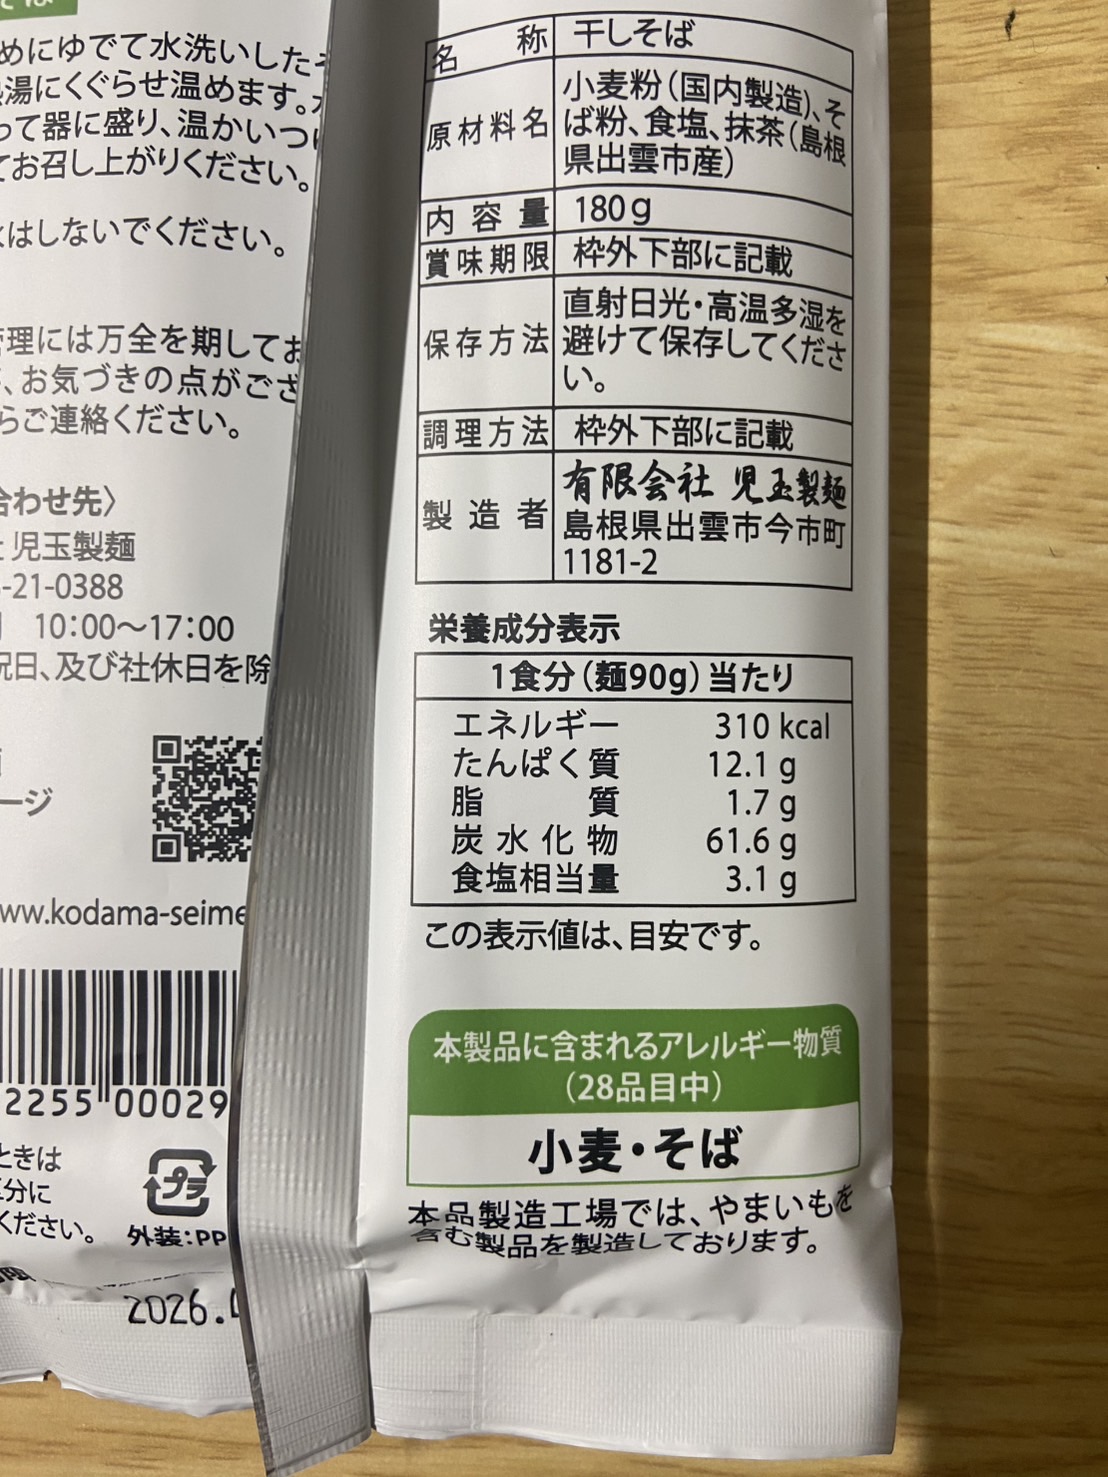 めにゆでて水洗いした
湯にくぐらせ温めます。
って器に盛り、温かいつ
てお召し上がりください。
はしないでください。
管理には万全を期してお
、お気づきの点がござ
らご連絡ください。
合わせ先〉
児玉製麺
-21-0388
10:00〜17:00
祝日、及び社休日を除
ージ
ww.kodama-seime
2255 00029
ときは
分に
ください。
プラ
外装:PP
2026.
名称 干しそば
原材料名 小麦粉(国内製造)、そ
ば粉、食塩、抹茶(島根
県出雲市産)
内容量 180g
賞味期限 枠外下部に記載
保存方法 直射日光・高温多湿を
避けて保存してくださ
い。
調理方法 枠外下部に記載
製造者 有限会社 児玉製麺
島根県出雲市今市町
1181-2
栄養成分表示
1食分(麺90g)当たり
エネルギー 310 kcal
たんぱく質 12.1 g
脂質 1.7 g
炭水化物 61.6 g
食塩相当量 3.1 g
この表示値は、目安です。
本製品に含まれるアレルギー物質
(28品目中)
小麦・そば
本品製造工場では、やまいもを
含む製品を製造しております。